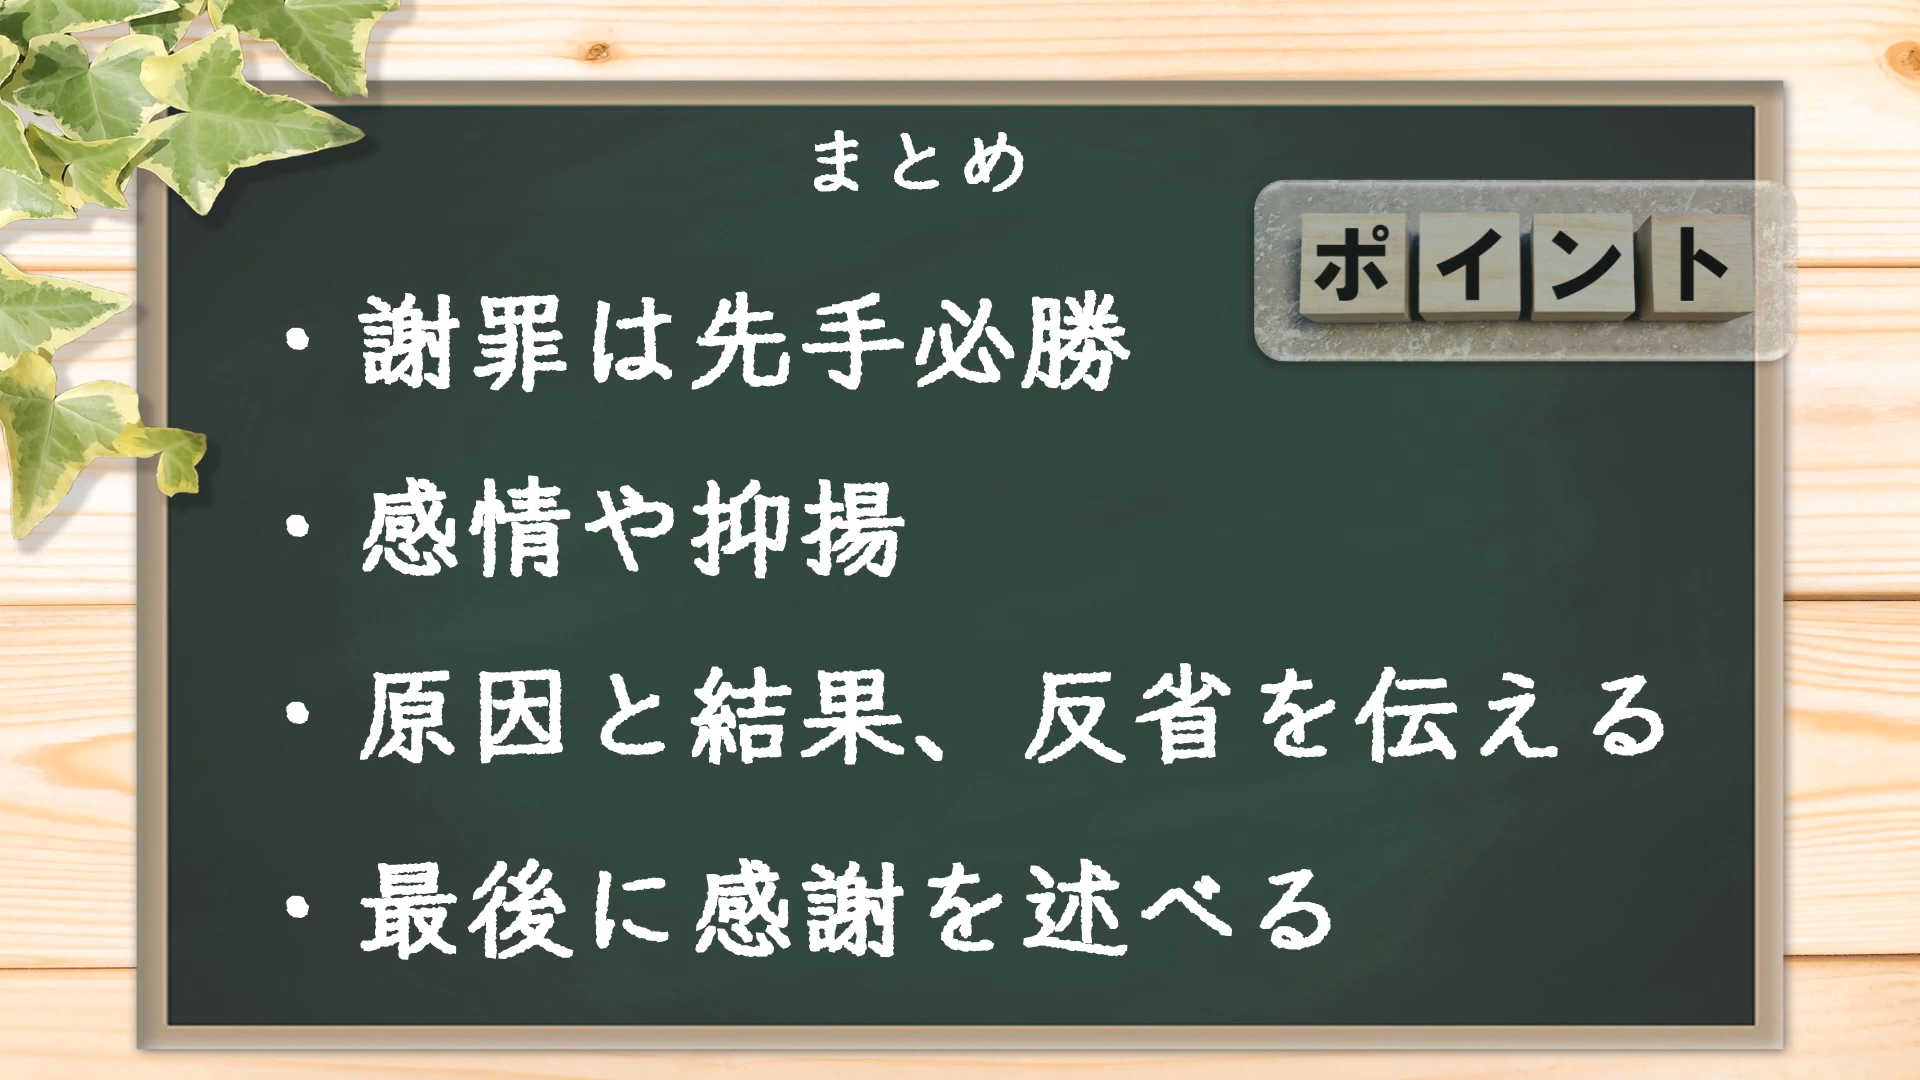 まとめ
ポイント
・謝罪は先手必勝
・感情や抑揚
・原因と結果、反省を伝える
・最後に感謝を述べる